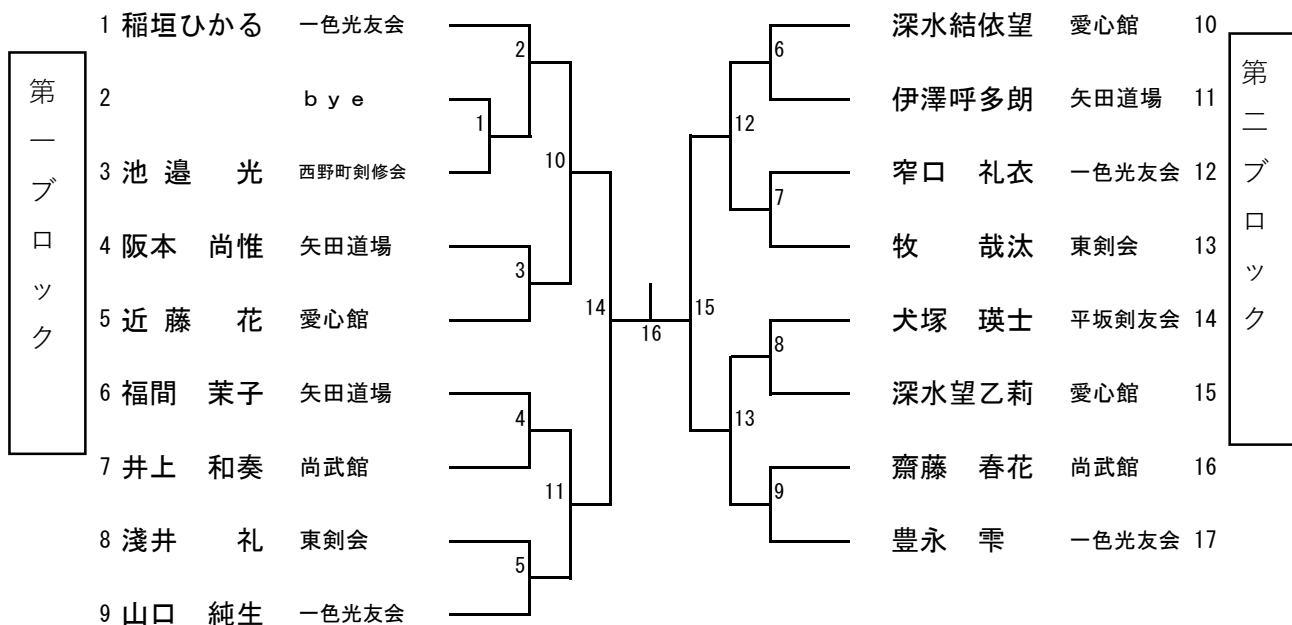 第一ブロック
1 稲垣ひかる 一色光友会
2 ｂｙｅ
3 池邉 光 西野町剣修会
4 阪本 尚惟 矢田道場
5 近藤 花 愛心館
6 福間 茉子 矢田道場
7 井上 和奏 尚武館
8 淺井 礼 東剣会
9 山口 純生 一色光友会
2
1
10
3
14
4
11
5
16
15
6
12
7
8
13
9
深水結依望 愛心館 10
伊澤呼多朗 矢田道場 11
窄口 礼衣 一色光友会 12
牧 哉汰 東剣会 13
犬塚 瑛士 平坂剣友会 14
深水望乙莉 愛心館 15
齋藤 春花 尚武館 16
豊永 雫 一色光友会 17
第二ブロック